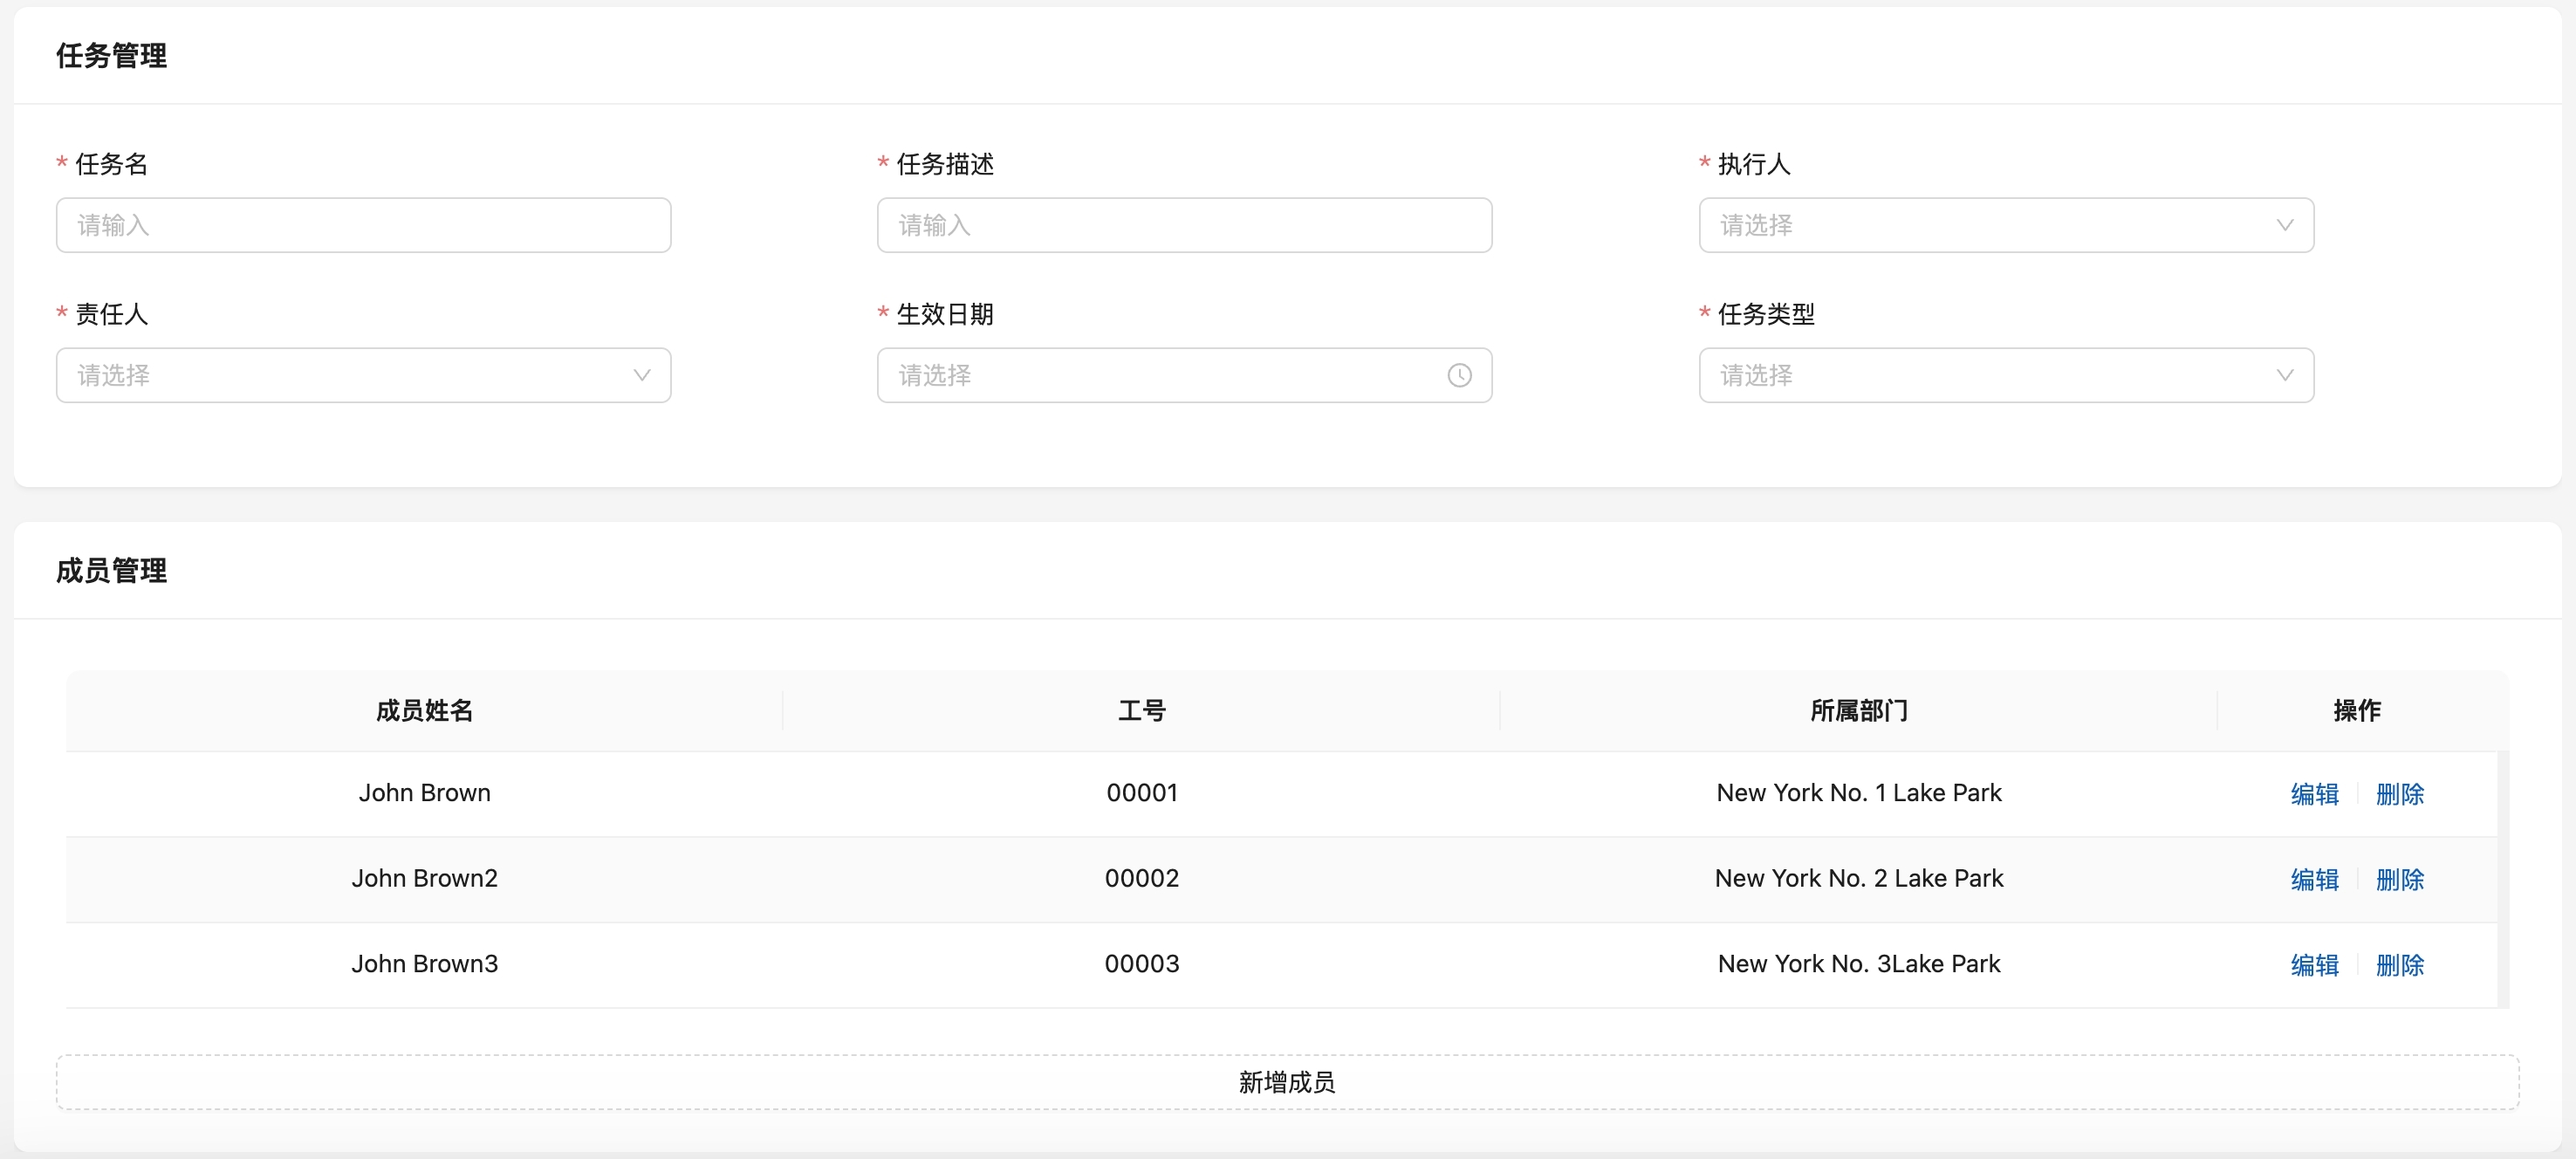 任务管理
* 任务名 * 任务描述 * 执行人
请输入 请输入 请选择
* 责任人 * 生效日期 * 任务类型
请选择 请选择 请选择
成员管理
成员姓名 工号 所属部门 操作
John Brown 00001 New York No. 1 Lake Park 编辑 删除
John Brown2 00002 New York No. 2 Lake Park 编辑 删除
John Brown3 00003 New York No. 3Lake Park 编辑 删除
新增成员